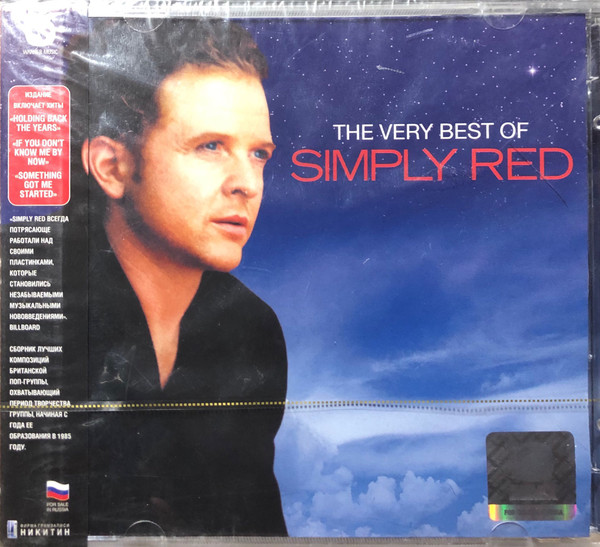 ИЗДАНИЕ
ВКЛЮЧАЕТ ХИТЫ
«HOLDING BACK
THE YEARS»
«IF YOU DON'T
KNOW ME BY
NOW»
«SOMETHING
GOT ME
STARTED»
«SIMPLY RED ВСЕГДА
ПОТРЯСАЮЩЕ
РАБОТАЛИ НАД
СВОИМИ
ПЛАСТИНКАМИ,
КОТОРЫЕ
СТАНОВИЛИСЬ
НЕЗАБЫВАЕМЫМИ
МУЗЫКАЛЬНЫМИ
НОВОВВЕДЕНИЯМИ».
BILLBOARD
СБОРНИК ЛУЧШИХ
КОМПОЗИЦИЙ
БРИТАНСКОЙ
ПОП-ГРУППЫ,
ОХВАТЫВАЮЩИЙ
ПЕРИОД ТВОРЧЕСТВА
ГРУППЫ, НАЧИНАЯ С
ГОДА ЕЕ
ОБРАЗОВАНИЯ В 1985
ГОДУ.
FOR SALE
IN RUSSIA
ФИРМА ГРАМЗАПИСИ
НИКИТИН
THE VERY BEST OF
SIMPLY RED